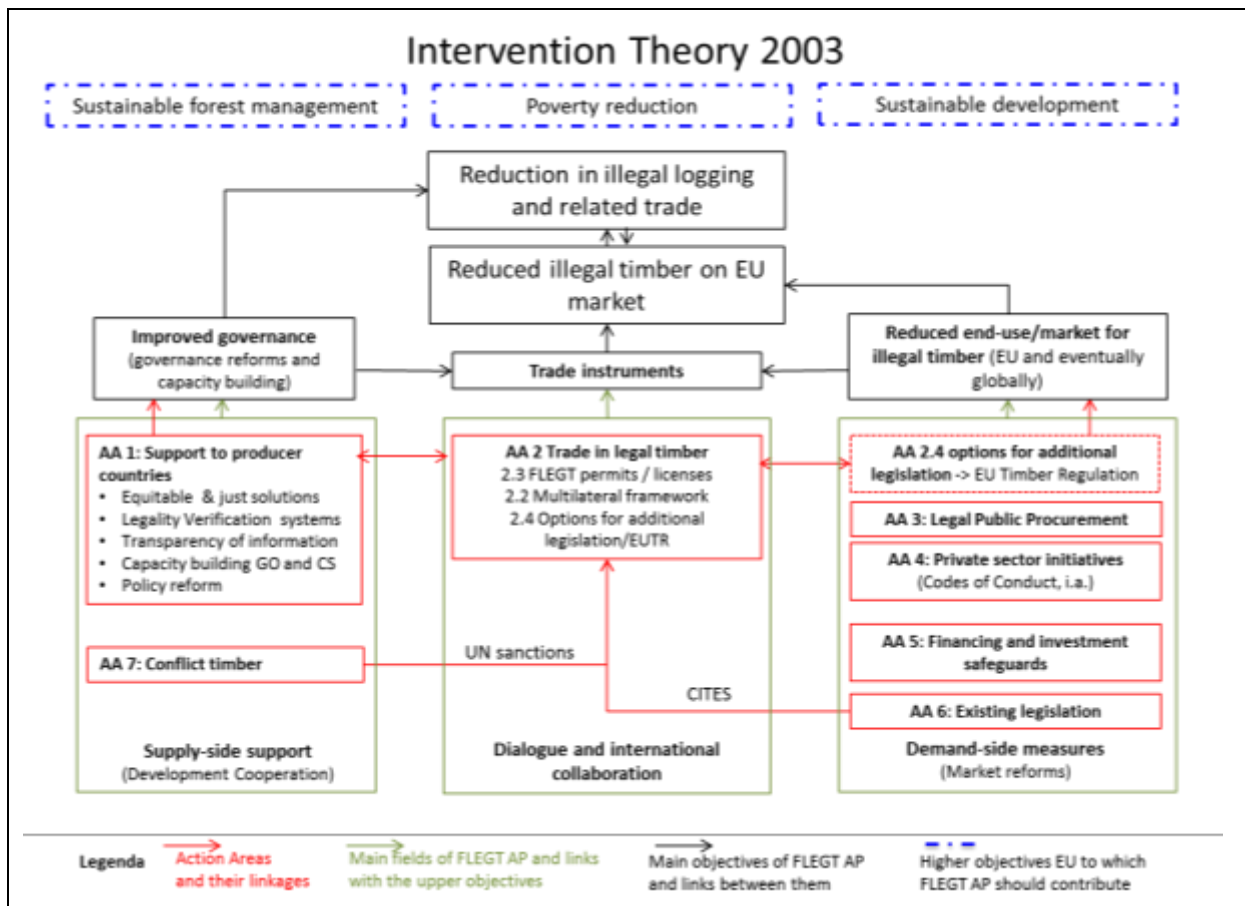 Intervention Theory 2003
Sustainable forest management
Poverty reduction
Sustainable development
Reduction in illegal logging
and related trade
Reduced illegal timber on EU
market
Improved governance
(governance reforms and
capacity building)
Trade instruments
Reduced end-use/market for
illegal timber (EU and eventually
globally)
AA 1: Support to producer
countries
• Equitable & just solutions
• Legality Verification systems
• Transparency of information
• Capacity building GO and CS
• Policy reform
AA 7: Conflict timber
Supply-side support
(Development Cooperation)
AA 2 Trade in legal timber
2.3 FLEGT permits / licenses
2.2 Multilateral framework
2.4 Options for additional
legislation/EUTR
UN sanctions
CITES
Dialogue and international
collaboration
AA 2.4 options for additional
legislation -> EU Timber Regulation
AA 3: Legal Public Procurement
AA 4: Private sector initiatives
(Codes of Conduct, i.a.)
AA 5: Financing and investment
safeguards
AA 6: Existing legislation
Demand-side measures
(Market reforms)
Legenda
Action Areas
and their linkages
Main fields of FLEGT AP and links
with the upper objectives
Main objectives of FLEGT AP
and links between them
Higher objectives EU to which
FLEGT AP should contribute